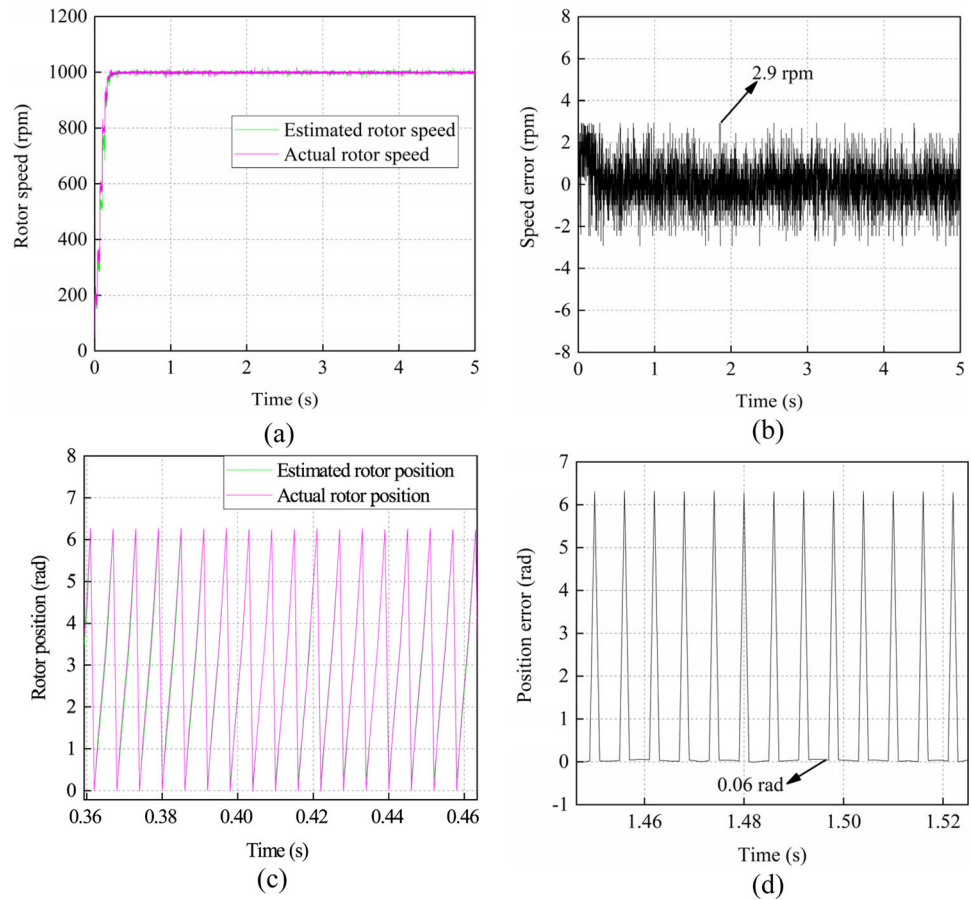 1200
1000
800
600
400
200
0
Rotor speed (rpm)
Estimated rotor speed
Actual rotor speed
0 1 2 3 4 5
Time (s)
(a)
8
6
4
2
0
-2
-4
-6
-8
Speed error (rpm)
2.9 rpm
0 1 2 3 4 5
Time (s)
(b)
8
7
6
5
4
3
2
1
0
Rotor position (rad)
Estimated rotor position
Actual rotor position
0.36 0.38 0.40 0.42 0.44 0.46
Time (s)
(c)
7
6
5
4
3
2
1
0
-1
Position error (rad)
0.06 rad
1.46 1.48 1.50 1.52
Time (s)
(d)